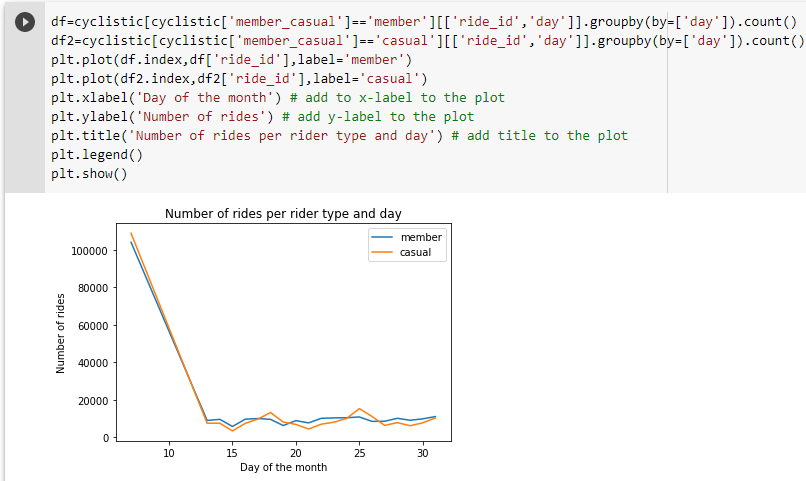 df=cyclistic[cyclistic['member_casual']=='member'][['ride_id','day']].groupby(by=['day']).count()
df2=cyclistic[cyclistic['member_casual']=='casual'][['ride_id','day']].groupby(by=['day']).count()
plt.plot(df.index,df['ride_id'],label='member')
plt.plot(df2.index,df2['ride_id'],label='casual')
plt.xlabel('Day of the month') # add to x-label to the plot
plt.ylabel('Number of rides') # add y-label to the plot
plt.title('Number of rides per rider type and day') # add title to the plot
plt.legend()
plt.show()
Number of rides per rider type and day
member
casual
100000
80000
60000
40000
20000
0
Number of rides
10 15 20 25 30
Day of the month